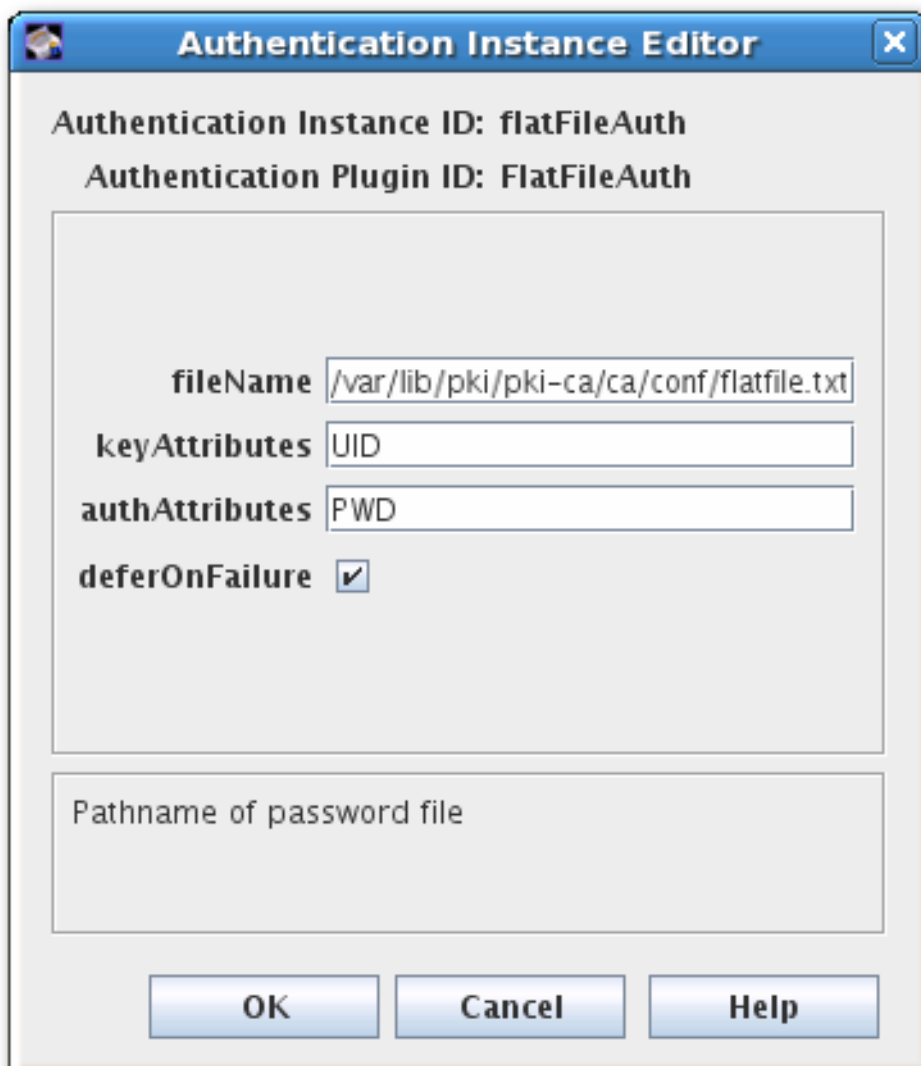 Authentication Instance Editor
Authentication Instance ID: flatFileAuth
Authentication Plugin ID: FlatFileAuth
fileName /var/lib/pki/pki-ca/ca/conf/flatfile.txt
keyAttributes UID
authAttributes PWD
deferOnFailure
Pathname of password file
OK Cancel Help